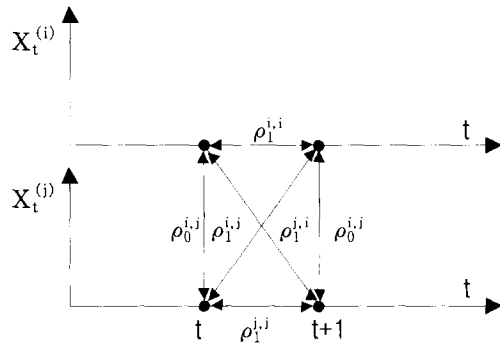 X_t^(i)
ρ_1^{i,i} t
X_t^(j)
ρ_0^{i,j} ρ_1^{i,j} ρ_1^{j,i} ρ_0^{i,j}
t
t ρ_1^{j,j} t+1